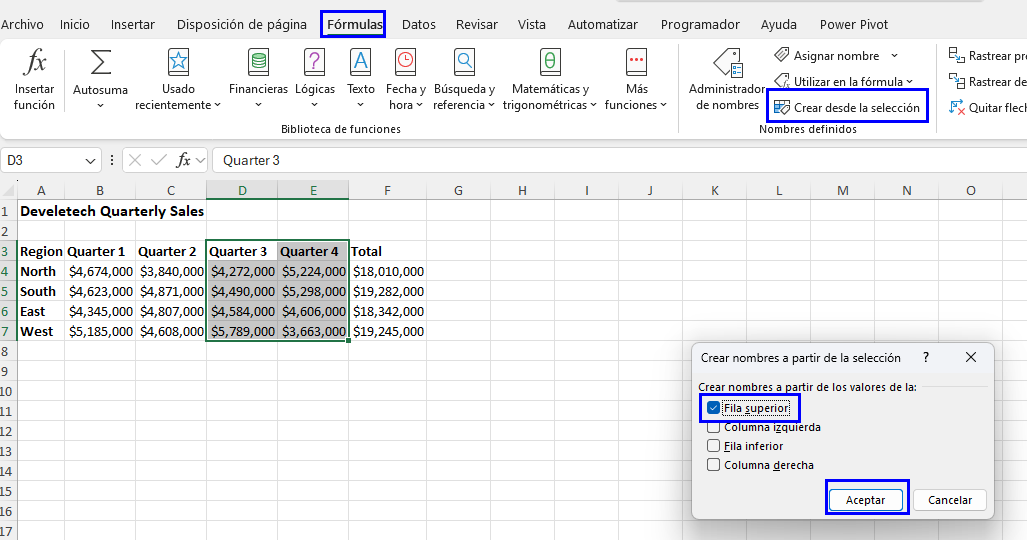 Archivo Inicio Insertar Disposición de página Fórmulas Datos Revisar Vista Automatizar Programador Ayuda Power Pivot
fx Insertar función
Autosuma
Usado recientemente
Financieras
? Lógicas
A Texto
Fecha y hora
Búsqueda y referencia
θ Matemáticas y trigonométricas
Más funciones
Biblioteca de funciones
Administrador de nombres
Asignar nombre
Utilizar en la fórmula
Crear desde la selección
Nombres definidos
Rastrear
Rastrear
Quitar
D3 fx Quarter 3
A B C D E F G H I J K L M N O
1 Develetech Quarterly Sales
2
3 Region Quarter 1 Quarter 2 Quarter 3 Quarter 4 Total
4 North $4,674,000 $3,840,000 $4,272,000 $5,224,000 $18,010,000
5 South $4,623,000 $4,871,000 $4,490,000 $5,298,000 $19,282,000
6 East $4,345,000 $4,807,000 $4,584,000 $4,606,000 $18,342,000
7 West $5,185,000 $4,608,000 $5,789,000 $3,663,000 $19,245,000
8
9
10
11
12
13
14
15
16
17
Crear nombres a partir de la selección ?
Crear nombres a partir de los valores de la:
Fila superior
Columna izquierda
Fila inferior
Columna derecha
Aceptar Cancelar